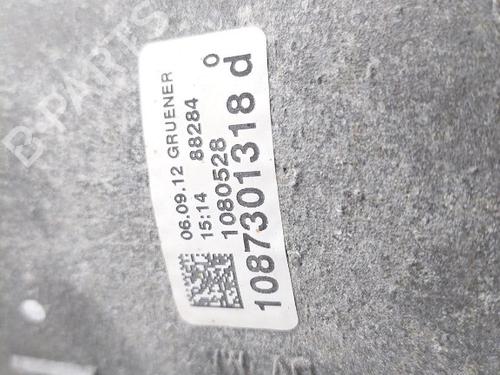 06.09.12 GRUENER
15:14 88284 0
1080528
1087301318 d
B-PARTS